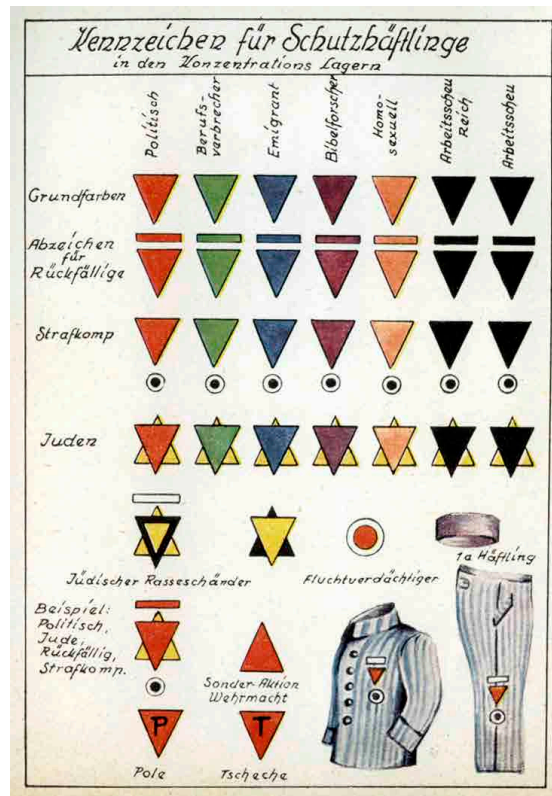 Kennzeichen für Schutzhäftlinge
in den Konzentrations Lagern
Politisch
Berufs-
verbrecher
Emigrant
Bibelforscher
Homo-
sexuell
Arbeitsscheu
Reich
Arbeitsscheu
Grundfarben
Abzeichen
für
Rückfällige
Strafkomp
Juden
Jüdischer Rasseschänder
Fluchtverdächtiger
1a Häftling
Beispiel:
Politisch,
Jude,
Rückfällig,
Strafkomp.
Sonder-Aktion
Wehrmacht
P
T
Pole
Tscheche